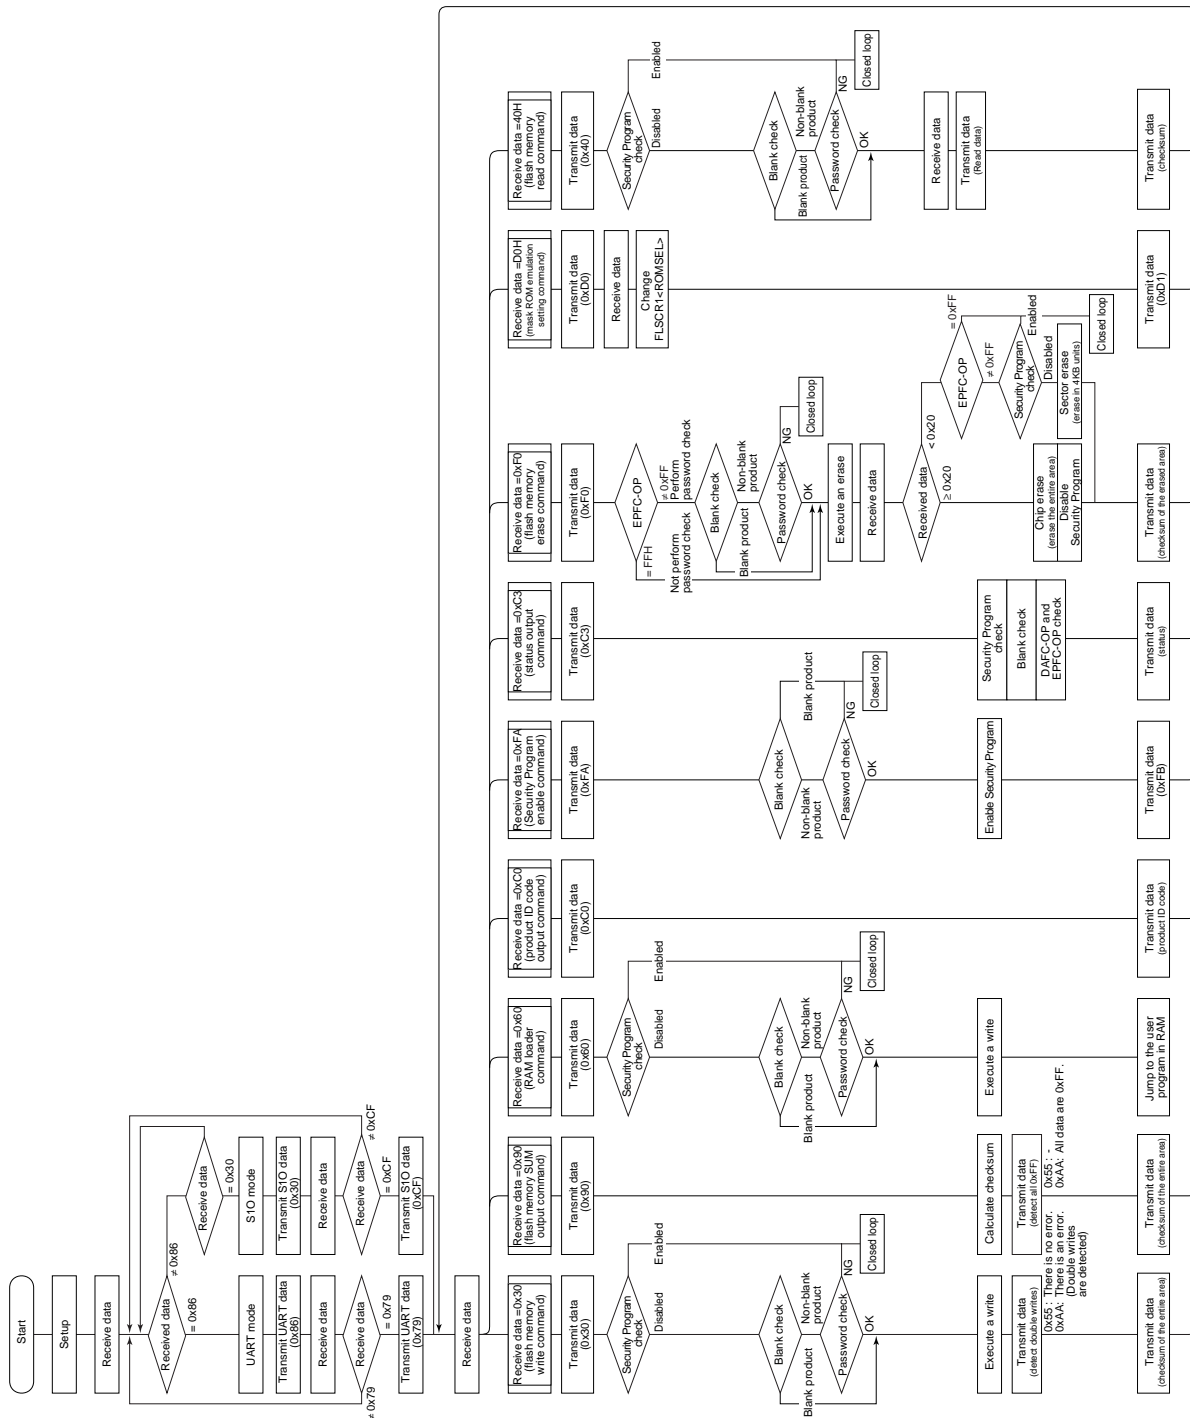 Start
Setup
Receive data
Received data
≠ 0x86
= 0x86
UART mode
Transmit UART data
(0x86)
Receive data
Receive data
≠ 0x79
= 0x79
Transmit UART data
(0x79)
Receive data
= 0x30
S1O mode
Transmit S1O data
(0x30)
Receive data
Receive data
≠ 0xCF
= 0xCF
Transmit S1O data
(0xCF)
Receive data
Receive data =0x30
(flash memory
write command)
Transmit data
(0x30)
Security Program
check
Enabled
Disabled
Blank check
Non-blank
product
Blank product
Password check
NG
Closed loop
OK
Execute a write
Transmit data
(detect double writes)
0x55 : There is no error.
0xAA: There is an error.
(Double writes
are detected)
Transmit data
(checksum of the entire area)
Receive data =0x90
(flash memory SUM
output command)
Transmit data
(0x90)
Calculate checksum
Transmit data
(detect all 0xFF)
0x55 : -
0xAA: All data are 0xFF.
Transmit data
(checksum of the entire area)
Receive data =0x60
(RAM loader
command)
Transmit data
(0x60)
Security Program
check
Enabled
Disabled
Blank check
Non-blank
product
Blank product
Password check
NG
Closed loop
OK
Execute a write
Jump to the user
program in RAM
Receive data =0xC0
(product ID code
output command)
Transmit data
(0xC0)
Transmit data
(product ID code)
Receive data =0xFA
(Security Program
enable command)
Transmit data
(0xFA)
Blank check
Blank product
Non-blank
product
Password check
NG
Closed loop
OK
Enable Security Program
Transmit data
(0xFB)
Receive data =0xC3
(status output
command)
Transmit data
(0xC3)
Security Program
check
Blank check
DAFC-OP and
EPFC-OP check
Transmit data
(status)
Receive data =0xF0
(flash memory
erase command)
Transmit data
(0xF0)
EPFC-OP
= FFH
Not perform
password check
≠ 0xFF
Perform
password check
Blank check
Non-blank
product
Blank product
Password check
NG
Closed loop
OK
Execute an erase
Receive data
Received data
< 0x20
≥ 0x20
EPFC-OP
= 0xFF
≠ 0xFF
Security Program
check
Enabled
Disabled
Closed loop
Chip erase
(erase the entire area)
Disable
Security Program
Sector erase
(erase in 4 KB units)
Transmit data
(checksum of the erased area)
Receive data =D0H
(mask ROM emulation
setting command)
Transmit data
(0xD0)
Receive data
Change
FLSCR1<ROMSEL>
Transmit data
(0xD1)
Receive data =40H
(flash memory
read command)
Transmit data
(0x40)
Security Program
check
Enabled
Disabled
Blank check
Non-blank
product
Blank product
Password check
NG
Closed loop
OK
Receive data
Transmit data
(Read data)
Transmit data
(checksum)